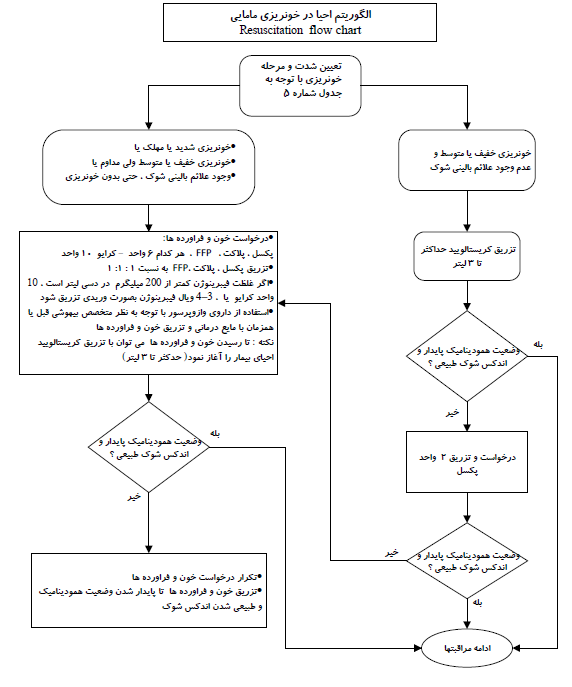 الگوریتم احیا در خونریزی مامایی
Resuscitation flow chart
تعیین شدت و مرحله
خونریزی با توجه به
جدول شماره ۵
خونریزی خفیف یا متوسط و
عدم وجود علائم بالینی شوک
●خونریزی شدید یا مهلک یا
●خونریزی خفیف یا متوسط ولی مداوم یا
●وجود علائم بالینی شوک ، حتی بدون خونریزی
تزریق کریستالویید حداکثر
تا ۳ لیتر
●درخواست خون و فراورده ها:
پکسل ، پلاکت ، FFP ، هر کدام ۶ واحد – کرایو ۱۰ واحد
●تزریق پکسل ، پلاکت ،FFP به نسبت ۱ : ۱ : ۱
●اگر غلظت فیبرینوژن کمتر از 200 میلیگرم در دسی لیتر است ، 10
واحد کرایو یا ، 3–4 ویال فیبرینوژن بصورت وریدی تزریق شود
●استفاده از داروی وازوپرسور با توجه به نظر متخصص بیهوشی قبل یا
همزمان با مایع درمانی و تزریق خون و فراورده ها
نکته : تا رسیدن خون و فراورده ها می توان با تزریق کریستالویید
احیای بیمار را آغاز نمود( حدکثر تا ۳ لیتر)
وضعیت همودینامیک پایدار و
اندکس شوک طبیعی ؟
بله
خیر
درخواست و تزریق ۲ واحد
پکسل
وضعیت همودینامیک پایدار و
اندکس شوک طبیعی ؟
بله
خیر
وضعیت همودینامیک پایدار و
اندکس شوک طبیعی ؟
خیر
بله
●تکرار درخواست خون و فراورده ها
●تزریق خون و فراورده ها تا پایدار شدن وضعیت همودینامیک
و طبیعی شدن اندکس شوک
ادامه مراقبتها